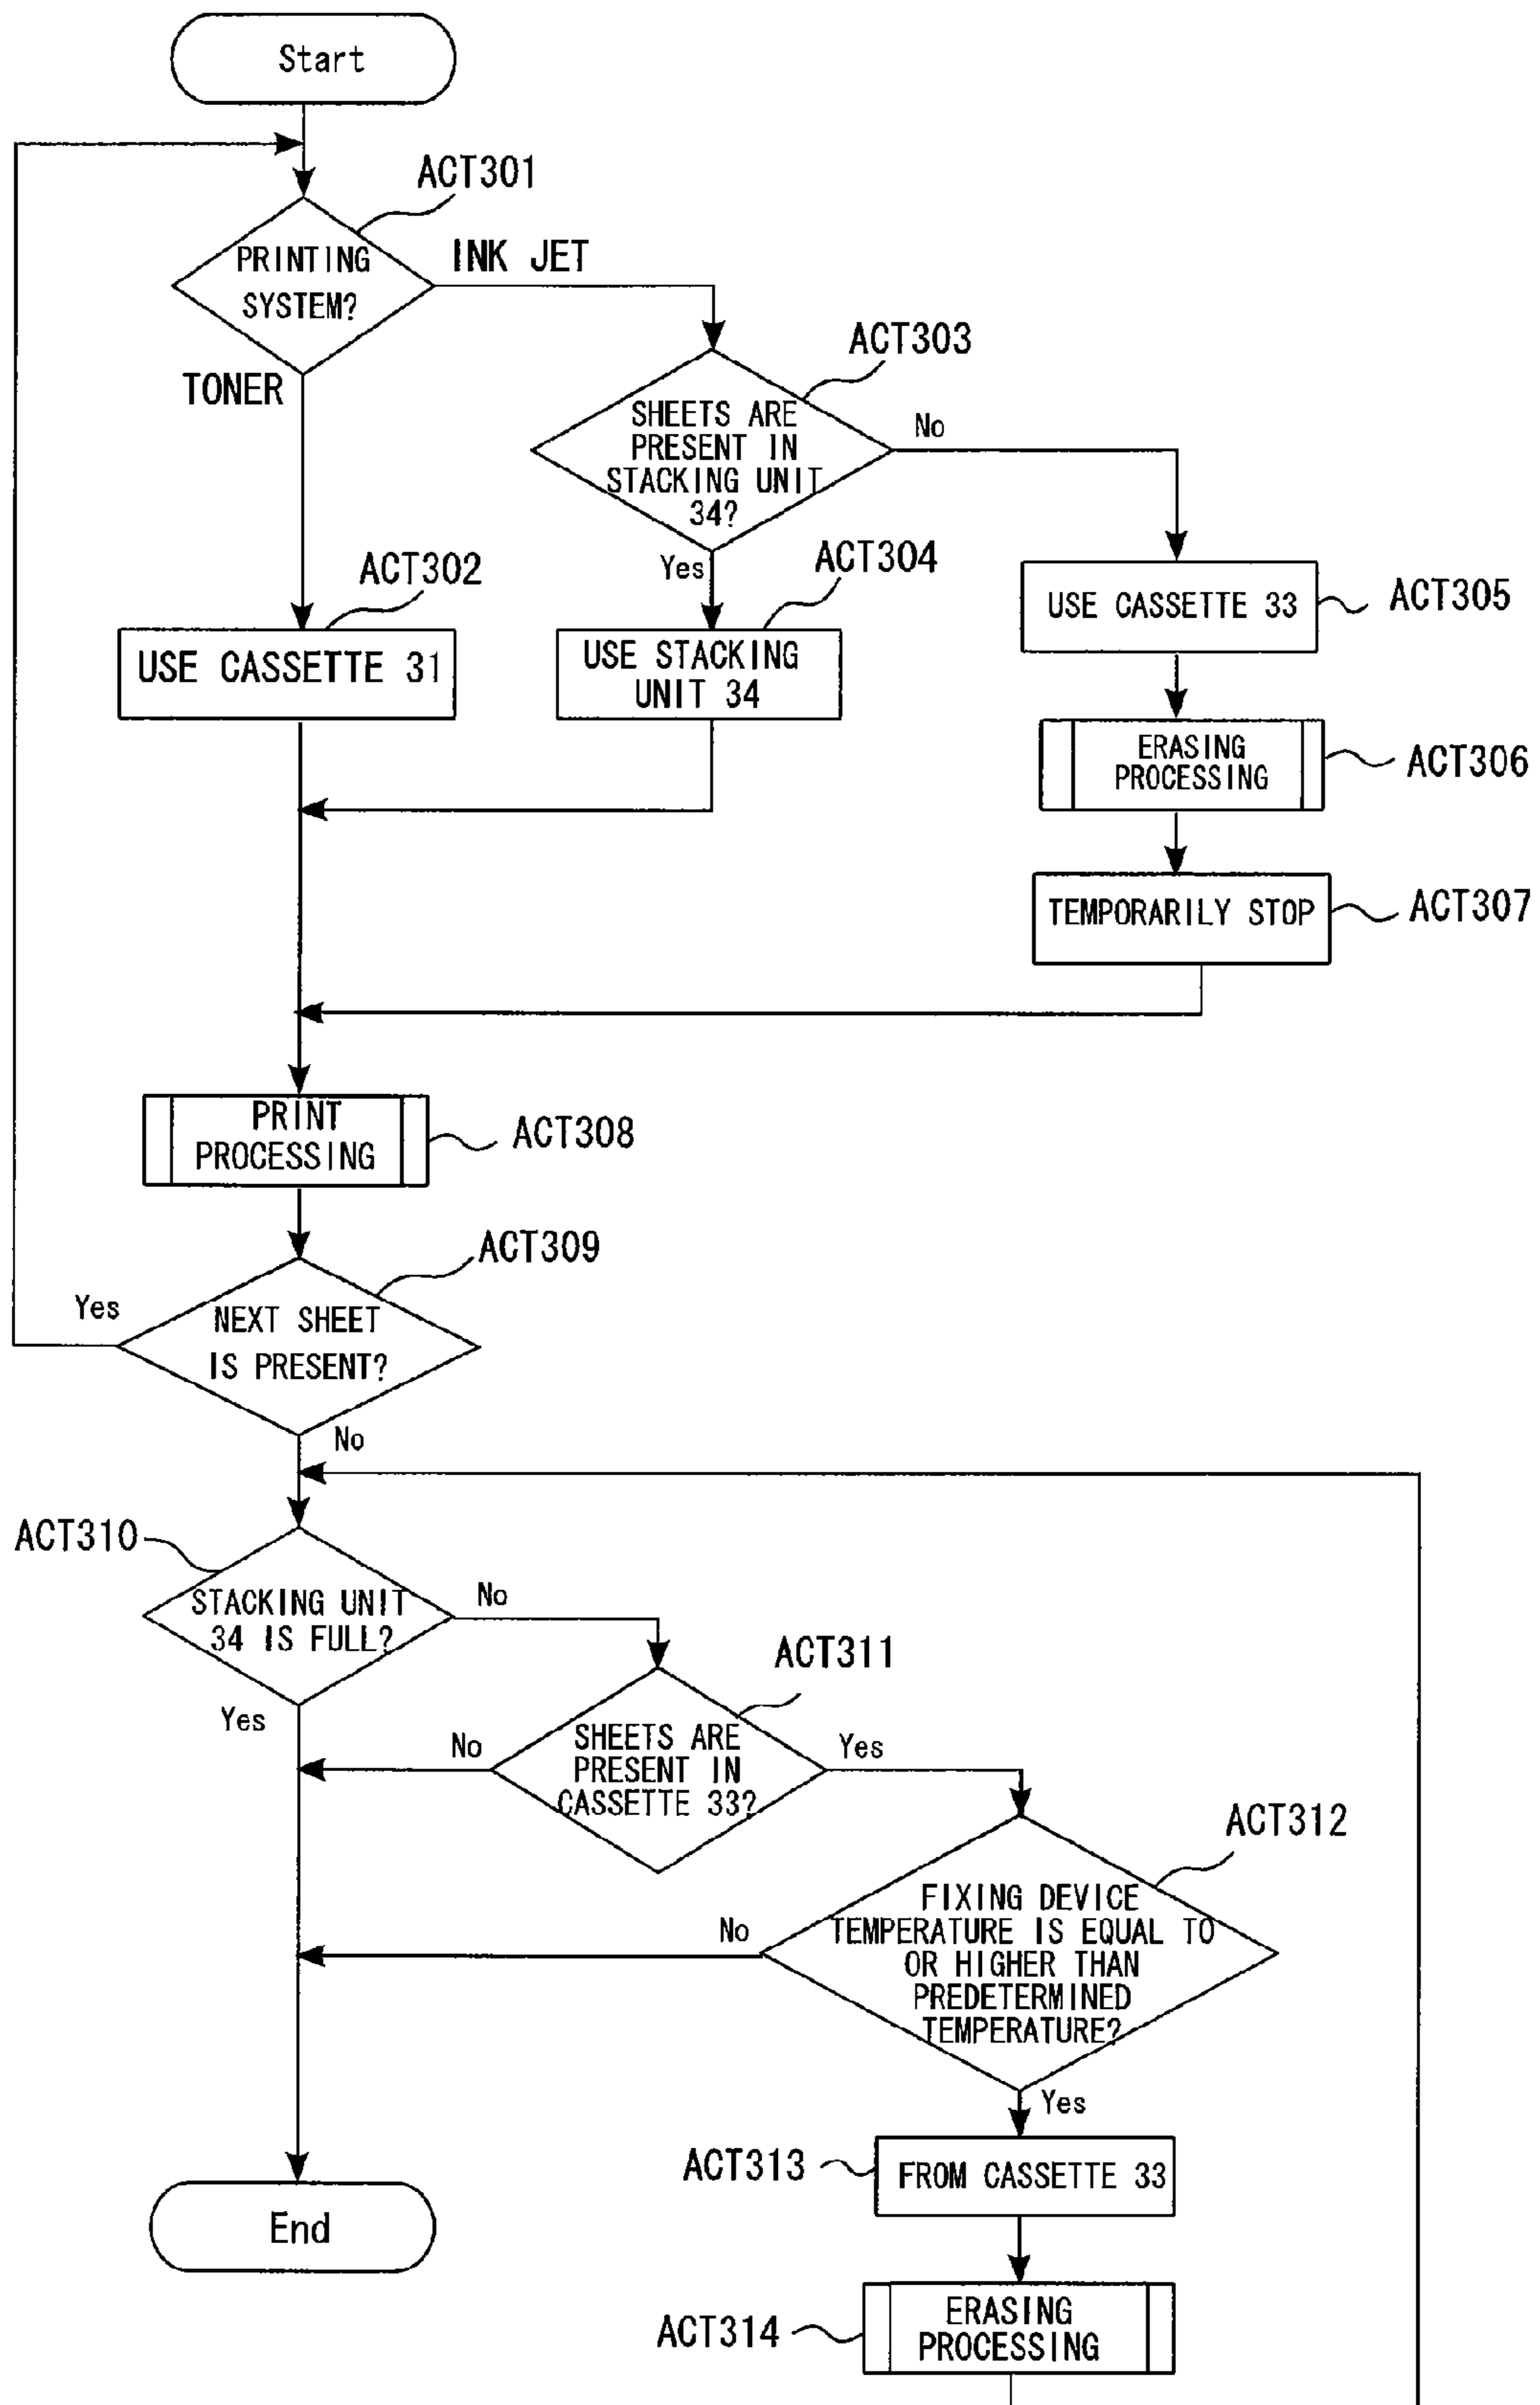 Start
ACT301
PRINTING
SYSTEM?
INK JET
TONER
ACT303
SHEETS ARE
PRESENT IN
STACKING UNIT
34?
No
Yes
ACT302
USE CASSETTE 31
ACT304
USE STACKING
UNIT 34
USE CASSETTE 33
ACT305
ERASING
PROCESSING
ACT306
TEMPORARILY STOP
ACT307
PRINT
PROCESSING
ACT308
ACT309
NEXT SHEET
IS PRESENT?
Yes
No
ACT310
STACKING UNIT
34 IS FULL?
No
Yes
ACT311
SHEETS ARE
PRESENT IN
CASSETTE 33?
No
Yes
ACT312
FIXING DEVICE
TEMPERATURE IS EQUAL TO
OR HIGHER THAN
PREDETERMINED
TEMPERATURE?
No
Yes
ACT313
FROM CASSETTE 33
End
ACT314
ERASING
PROCESSING